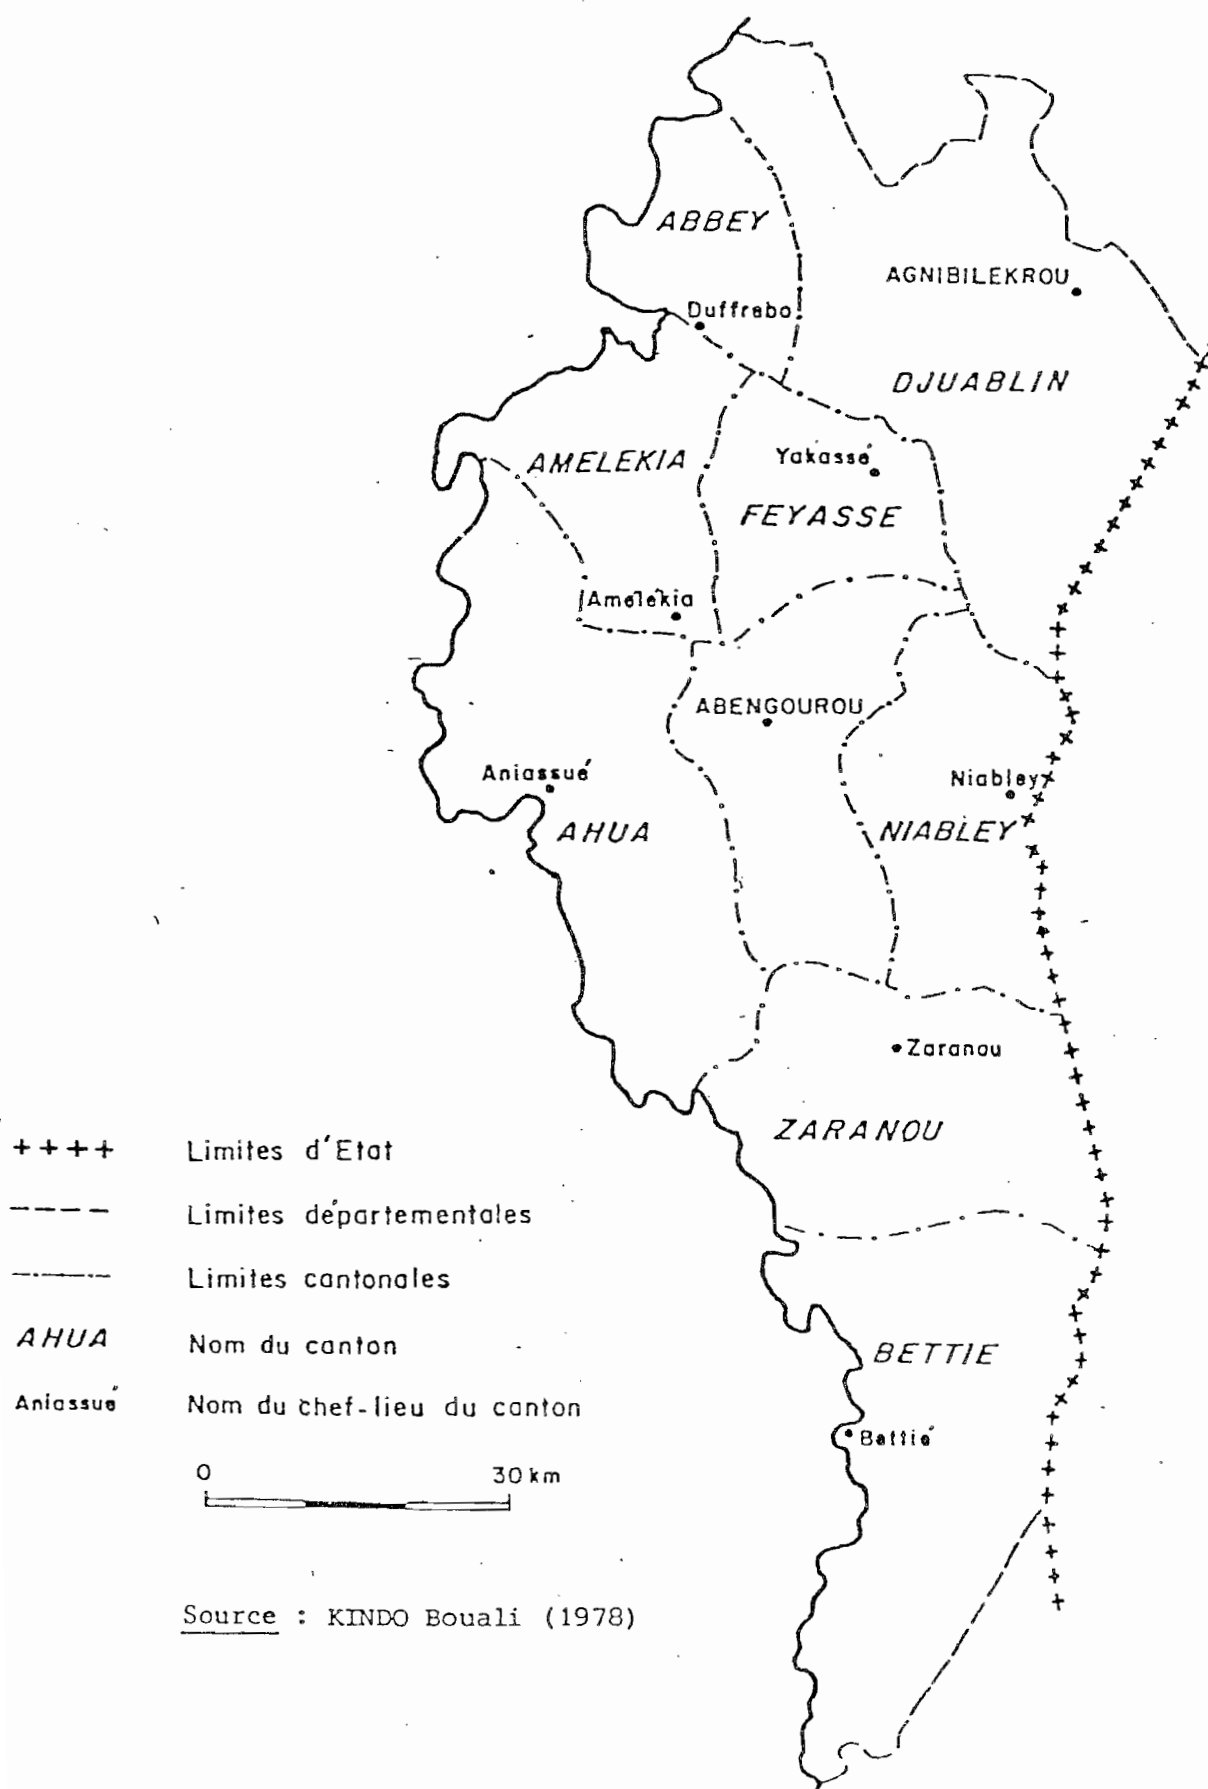 ABBEY
AGNIBILEKROU
Duffrebo
DJUABLIN
AMELEKIA
Yakassé
FEYASSE
Amélékia
ABENGOUROU
Aniassué
Niabley
AHUA
NIABLEY
Zaranou
ZARANOU
++++ Limites d'Etat
Limites départementales
Limites cantonales
AHUA Nom du canton
BETTIE
Aniassué Nom du chef-lieu du canton
Bettié
0 30 km
Source : KINDO Bouali (1978)